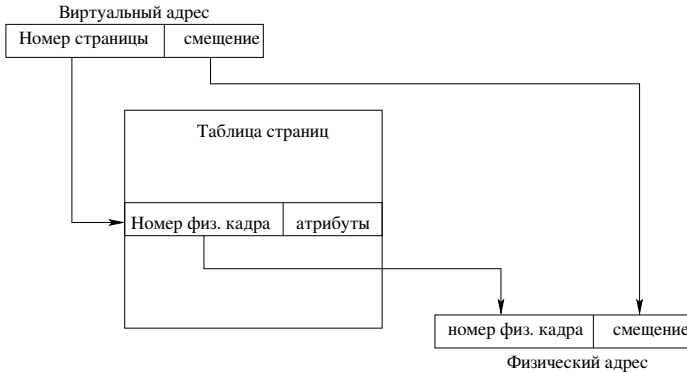 Виртуальный адрес
Номер страницы смещение
Таблица страниц
Номер физ. кадра атрибуты
номер физ. кадра смещение
Физический адрес